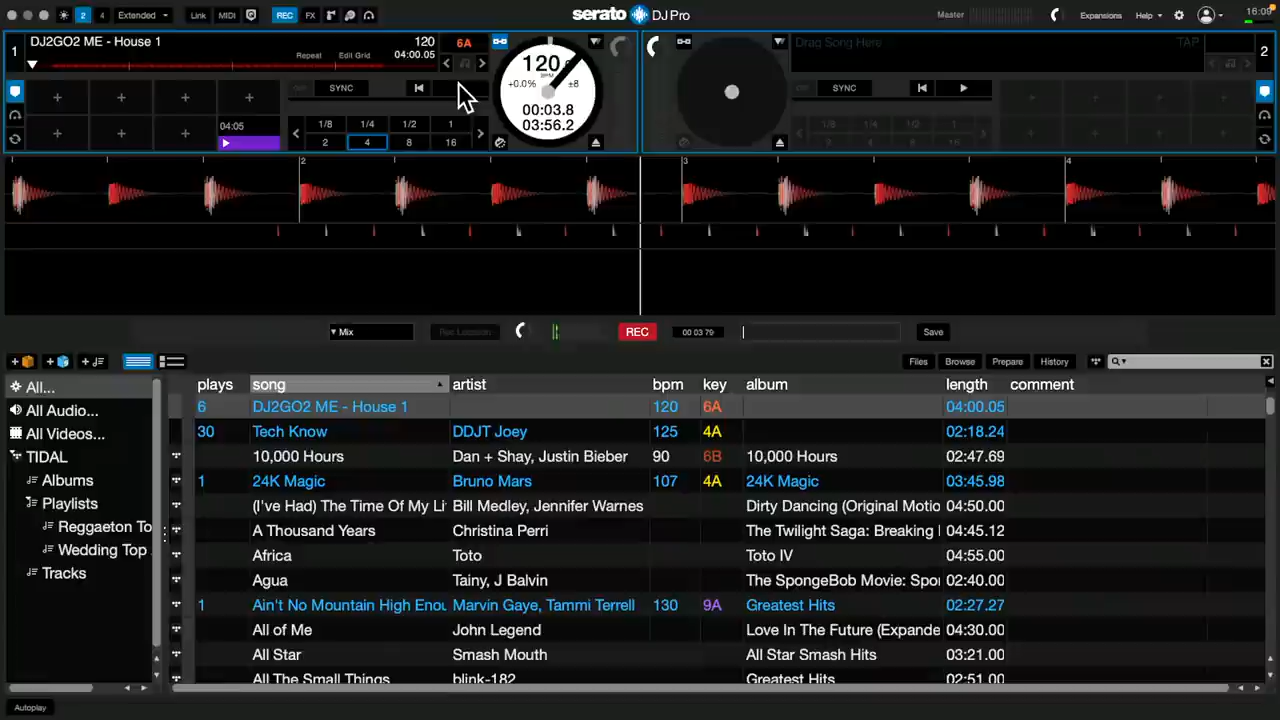 2 4 Extended Link MIDI REC FX serato DJ Pro Master Expansions Help 16:09
1 DJ2GO2 ME - House 1 120 6A
Repeat Edit Grid 04:00.05
SYNC
04:05
1/8 1/4 1/2 1
2 4 8 16
120
BPM
+0.0% ±8
00:03.8
03:56.2
Drag Song Here TAP 2
SYNC
1/8 1/4 1/2 1
2 4 8 16
2 3 4
Mix Rec Location REC 00 03 79 Save
Files Browse Prepare History
All...
All Audio...
All Videos...
TIDAL
Albums
Playlists
Reggaeton To
Wedding Top
Tracks
plays song artist bpm key album length comment
6 DJ2GO2 ME - House 1 120 6A 04:00.05
30 Tech Know DDJT Joey 125 4A 02:18.24
10,000 Hours Dan + Shay, Justin Bieber 90 6B 10,000 Hours 02:47.69
1 24K Magic Bruno Mars 107 4A 24K Magic 03:45.98
(I've Had) The Time Of My Li Bill Medley, Jennifer Warnes Dirty Dancing (Original Motio 04:50.00
A Thousand Years Christina Perri The Twilight Saga: Breaking 04:45.12
Africa Toto Toto IV 04:55.00
Agua Tainy, J Balvin The SpongeBob Movie: Spo 02:40.00
1 Ain't No Mountain High Enou Marvin Gaye, Tammi Terrell 130 9A Greatest Hits 02:27.27
All of Me John Legend Love In The Future (Expande 04:30.00
All Star Smash Mouth All Star Smash Hits 03:21.00
All The Small Things blink-182 Greatest Hits 02:51.00
Autoplay